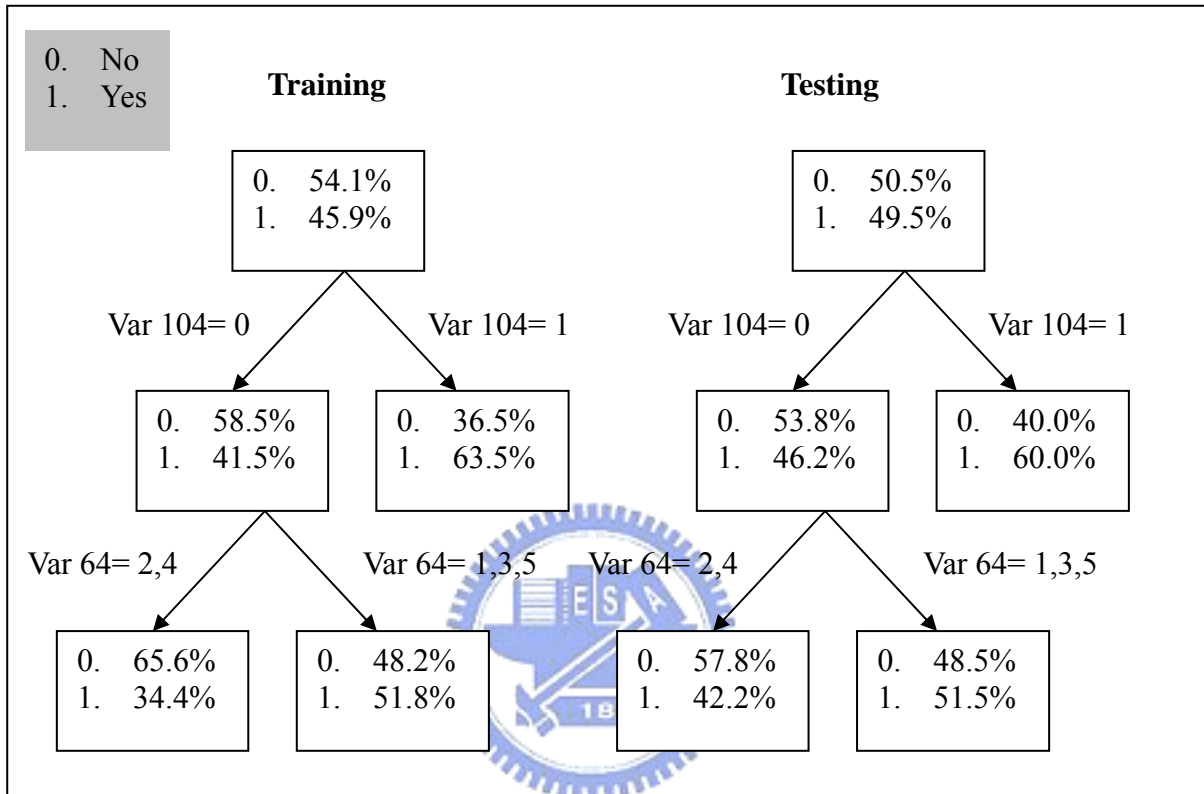 0. No
1. Yes
Training
Testing
0. 54.1%
1. 45.9%
0. 50.5%
1. 49.5%
Var 104= 0
Var 104= 1
Var 104= 0
Var 104= 1
0. 58.5%
1. 41.5%
0. 36.5%
1. 63.5%
0. 53.8%
1. 46.2%
0. 40.0%
1. 60.0%
Var 64= 2,4
Var 64= 1,3,5
Var 64= 2,4
Var 64= 1,3,5
E S A
0. 65.6%
1. 34.4%
0. 48.2%
1. 51.8%
0. 57.8%
1. 42.2%
0. 48.5%
1. 51.5%
18